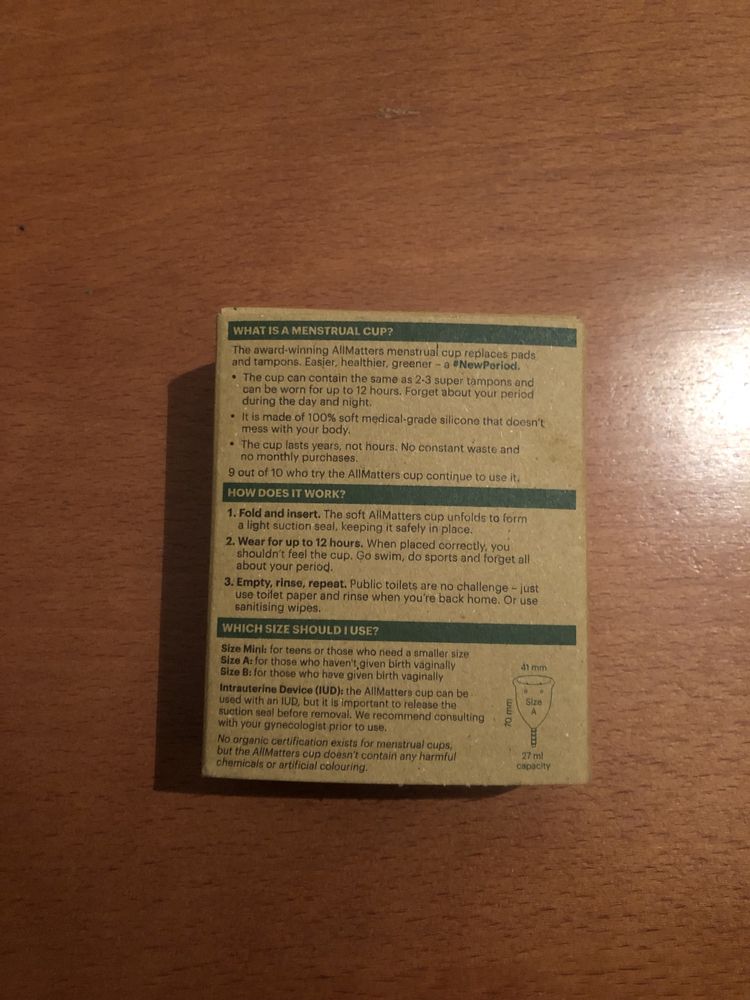 WHAT IS A MENSTRUAL CUP?
The award-winning AllMatters menstrual cup replaces pads
and tampons. Easier, healthier, greener – a #NewPeriod.
• The cup can contain the same as 2-3 super tampons and
can be worn for up to 12 hours. Forget about your period
during the day and night.
• It is made of 100% soft medical-grade silicone that doesn't
mess with your body.
• The cup lasts years, not hours. No constant waste and
no monthly purchases.
9 out of 10 who try the AllMatters cup continue to use it.
HOW DOES IT WORK?
1. Fold and insert. The soft AllMatters cup unfolds to form
a light suction seal, keeping it safely in place.
2. Wear for up to 12 hours. When placed correctly, you
shouldn't feel the cup. Go swim, do sports and forget all
about your period.
3. Empty, rinse, repeat. Public toilets are no challenge – just
use toilet paper and rinse when you're back home. Or use
sanitising wipes.
WHICH SIZE SHOULD I USE?
Size Mini: for teens or those who need a smaller size
Size A: for those who haven't given birth vaginally
Size B: for those who have given birth vaginally
Intrauterine Device (IUD): the AllMatters cup can be
used with an IUD, but it is important to release the
suction seal before removal. We recommend consulting
with your gynecologist prior to use.
No organic certification exists for menstrual cups,
but the AllMatters cup doesn't contain any harmful
chemicals or artificial colouring.
41 mm
Size
A
mm
27 ml
capacity